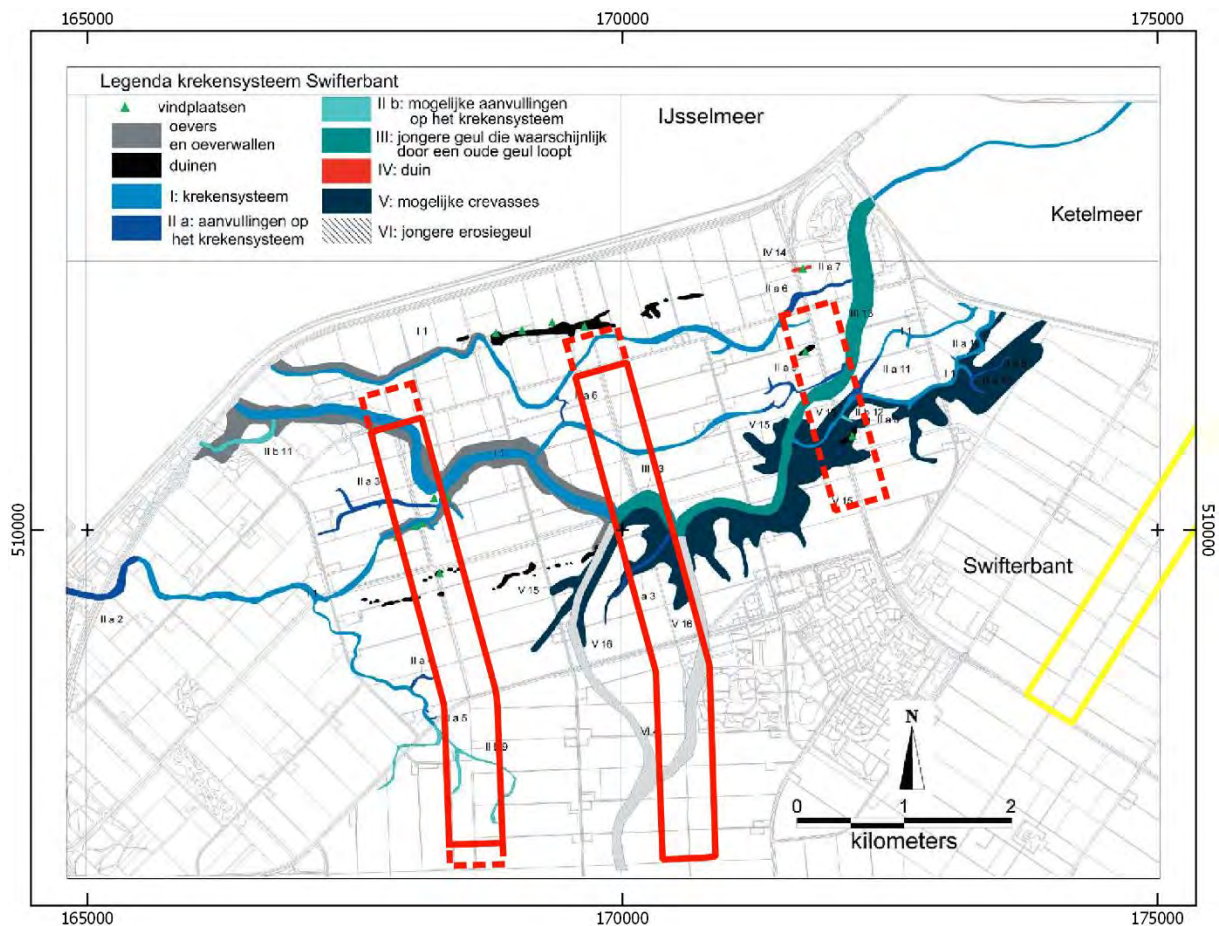 165000
170000
175000
Legenda krekensysteem Swifterbant
vindplaatsen
oevers
en oeverwallen
duinen
I: krekensysteem
II a: aanvullingen op
het krekensysteem
II b: mogelijke aanvullingen
op het krekensysteem
III: jongere geul die waarschijnlijk
door een oude geul loopt
IV: duin
V: mogelijke crevasses
VI: jongere erosiegeul
IJsselmeer
Ketelmeer
IV 14
II a 7
II a 6
III 13
I 1
I 1
II a 11
I 1
a 6
V 15
II b 12
II b 11
II a 3
510000
510000
V 15
Swifterbant
V 15
II a 2
a 3
V 16
V 16
II a
II a 5
II b 9
N
0
1
2
kilometers
165000
170000
175000